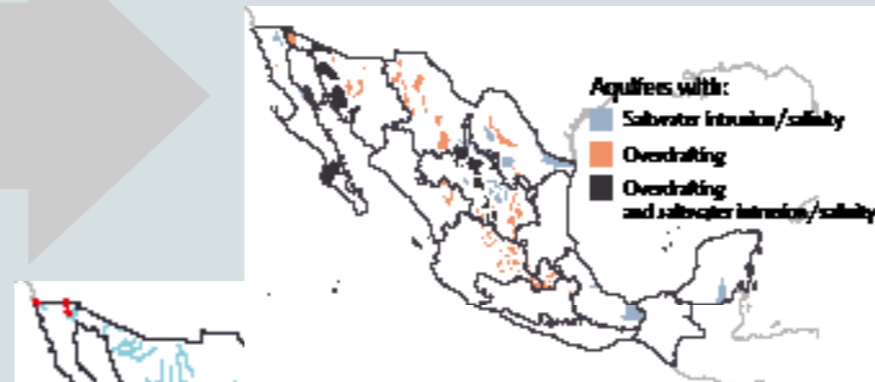 Aquifers with:
Saltwater intrusion/salinity
Overdrafting
Overdrafting
and saltwater intrusion/salinity